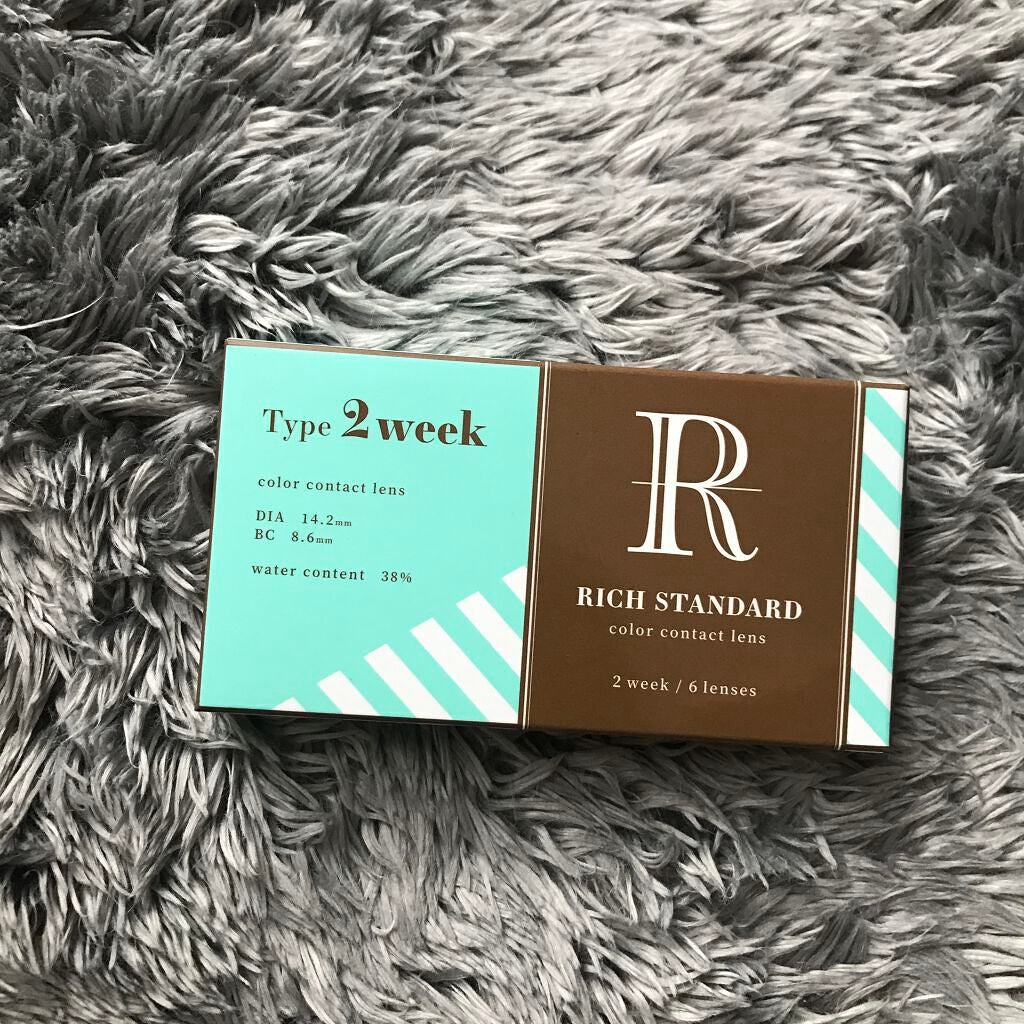 Type 2week
color contact lens
DIA 14.2mm
BC 8.6mm
water content 38%
R
RICH STANDARD
color contact lens
2 week / 6 lenses